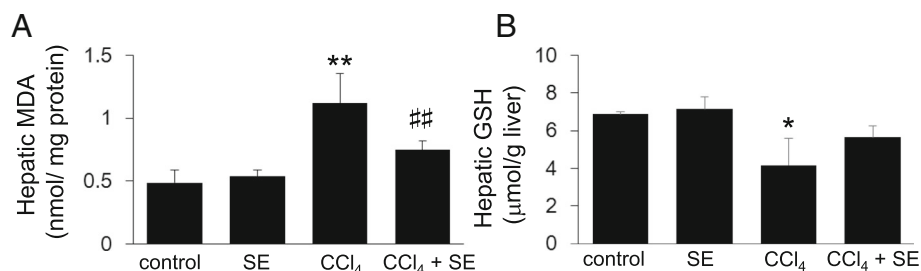 A
Hepatic MDA
(nmol/ mg protein)
1.5
1
0.5
0
**
♯♯
control SE CCl₄ CCl₄ + SE
B
Hepatic GSH
(μmol/g liver)
10
8
6
4
2
0
*
control SE CCl₄ CCl₄ + SE